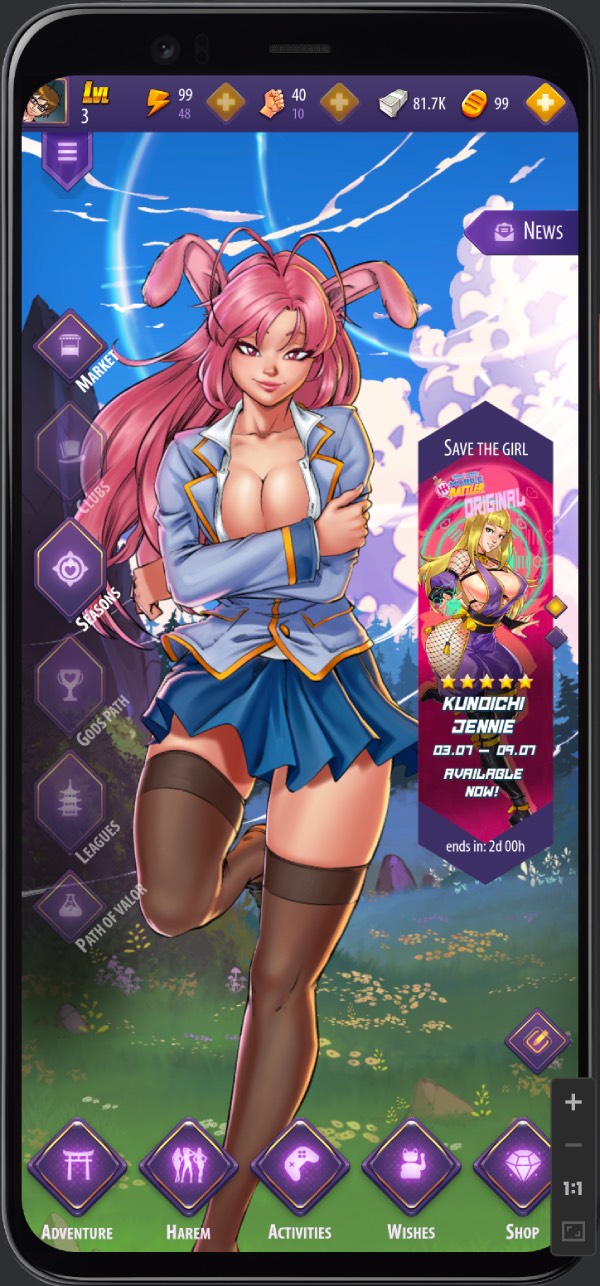 LVL
3
99
48
40
10
81.7K
99
NEWS
MARKET
CLUBS
SEASONS
GODS PATH
LEAGUES
PATH OF VALOR
SAVE THE GIRL
MOBILE
BATTLER
ORIGINAL
KUNOICHI
JENNIE
03.07 — 09.07
AVAILABLE
NOW!
ends in: 2d 00h
ADVENTURE
HAREM
ACTIVITIES
WISHES
SHOP
1:1